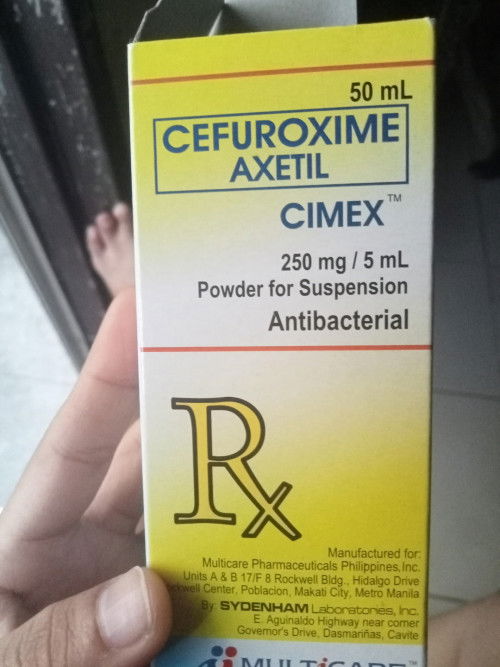 50 mL
CEFUROXIME
AXETIL
CIMEX™
250 mg / 5 mL
Powder for Suspension
Antibacterial
Rx
Manufactured for:
Multicare Pharmaceuticals Philippines, Inc.
Units A & B 17/F 8 Rockwell Bldg., Hidalgo Drive
Center, Poblacion, Makati City, Metro Manila
By: SYDENHAM Laboratories, Inc.
E. Aguinaldo Highway near Corner
Governor's Drive, Dasmariñas, Cavite
MULTiCARE